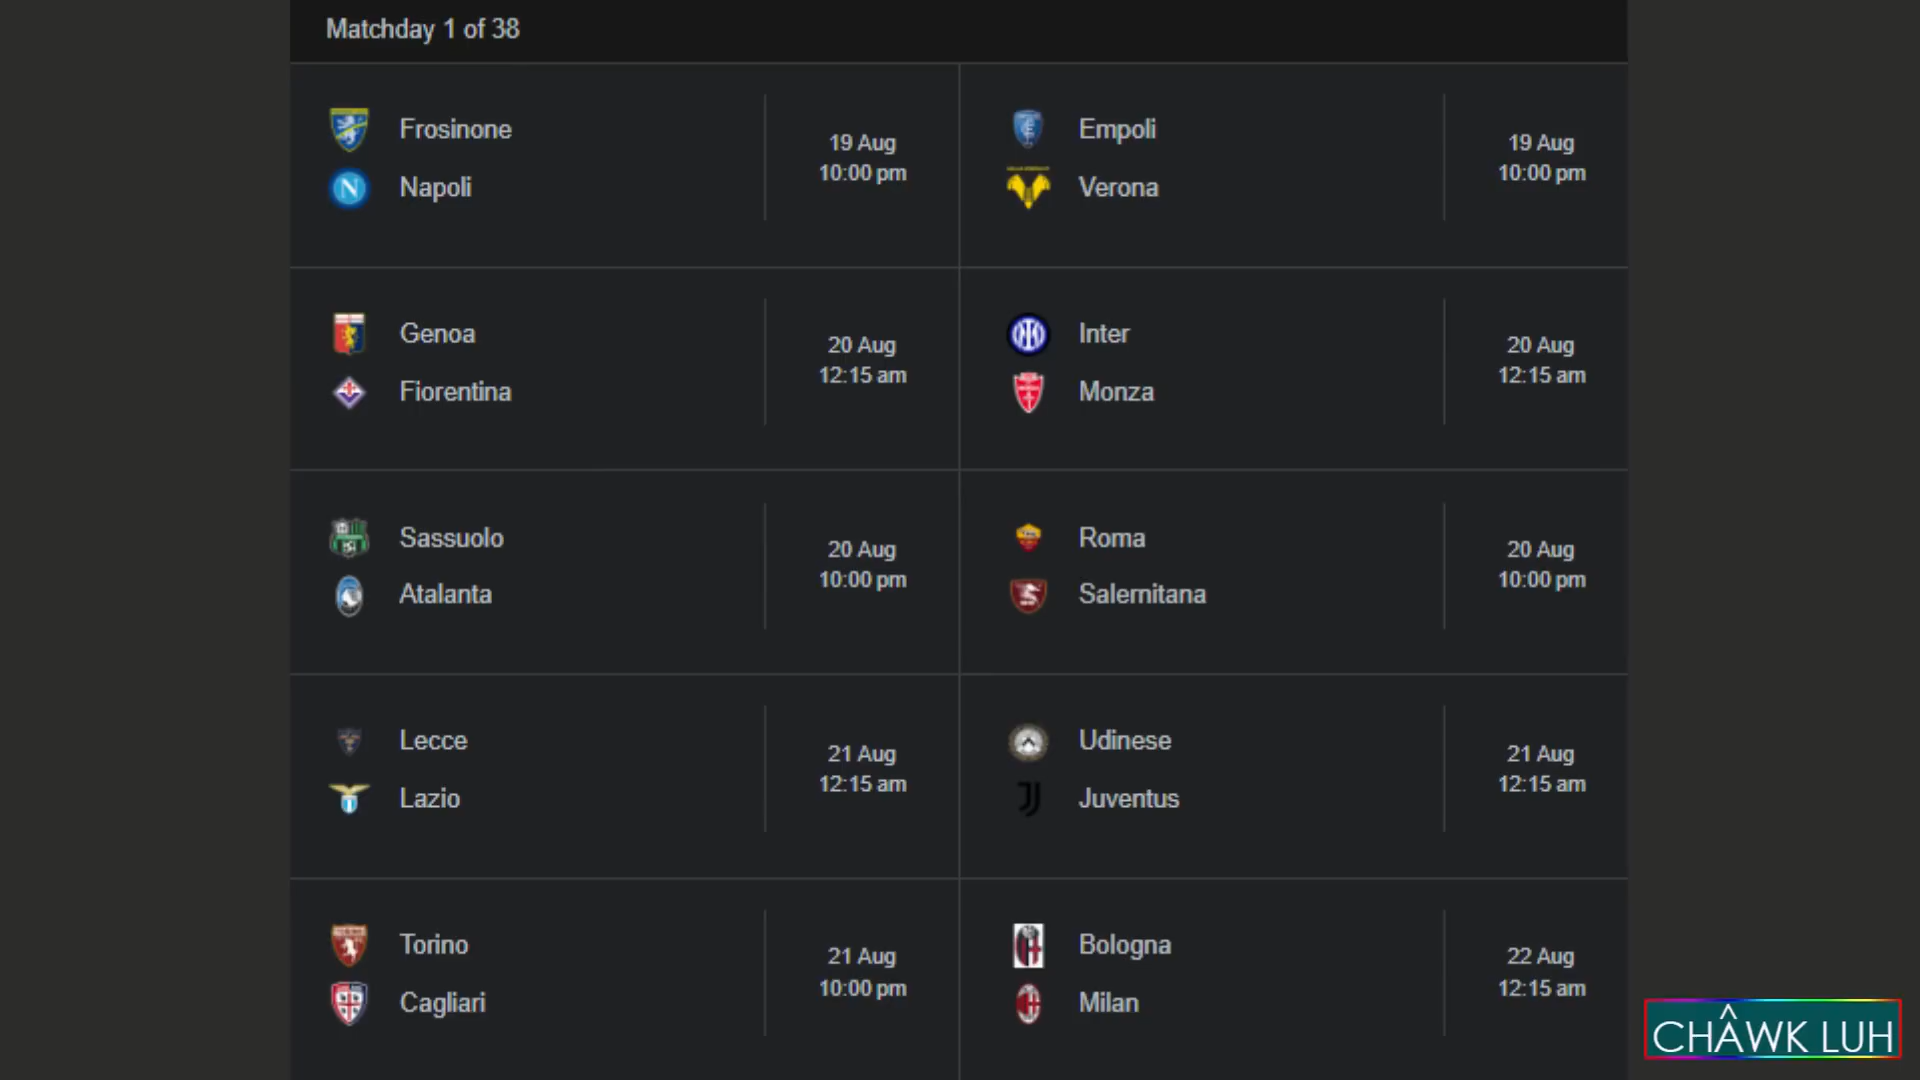 Matchday 1 of 38
Frosinone
Napoli
19 Aug
10:00 pm
Empoli
Verona
19 Aug
10:00 pm
Genoa
Fiorentina
20 Aug
12:15 am
Inter
Monza
20 Aug
12:15 am
Sassuolo
Atalanta
20 Aug
10:00 pm
Roma
Salernitana
20 Aug
10:00 pm
Lecce
Lazio
21 Aug
12:15 am
Udinese
Juventus
21 Aug
12:15 am
Torino
Cagliari
21 Aug
10:00 pm
Bologna
Milan
22 Aug
12:15 am
CHÂWK LUH